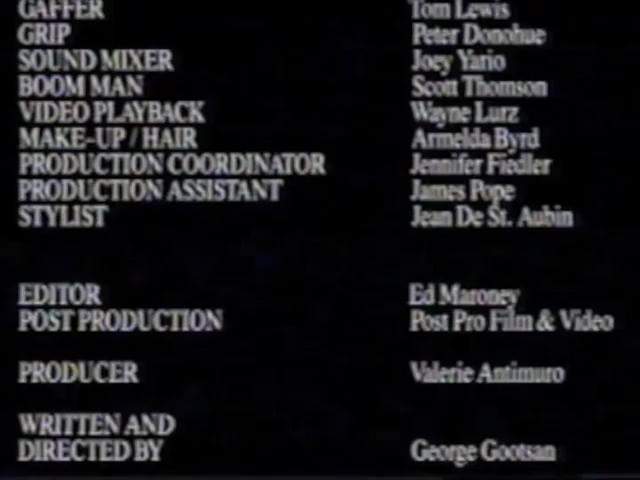 GAFFER Tom Lewis
GRIP Peter Donohue
SOUND MIXER Joey Yario
BOOM MAN Scott Thomson
VIDEO PLAYBACK Wayne Lurz
MAKE-UP / HAIR Armelda Byrd
PRODUCTION COORDINATOR Jennifer Fiedler
PRODUCTION ASSISTANT James Pope
STYLIST Jean De St. Aubin
EDITOR Ed Maroney
POST PRODUCTION Post Pro Film & Video
PRODUCER Valerie Antimuro
WRITTEN AND
DIRECTED BY George Gootsan